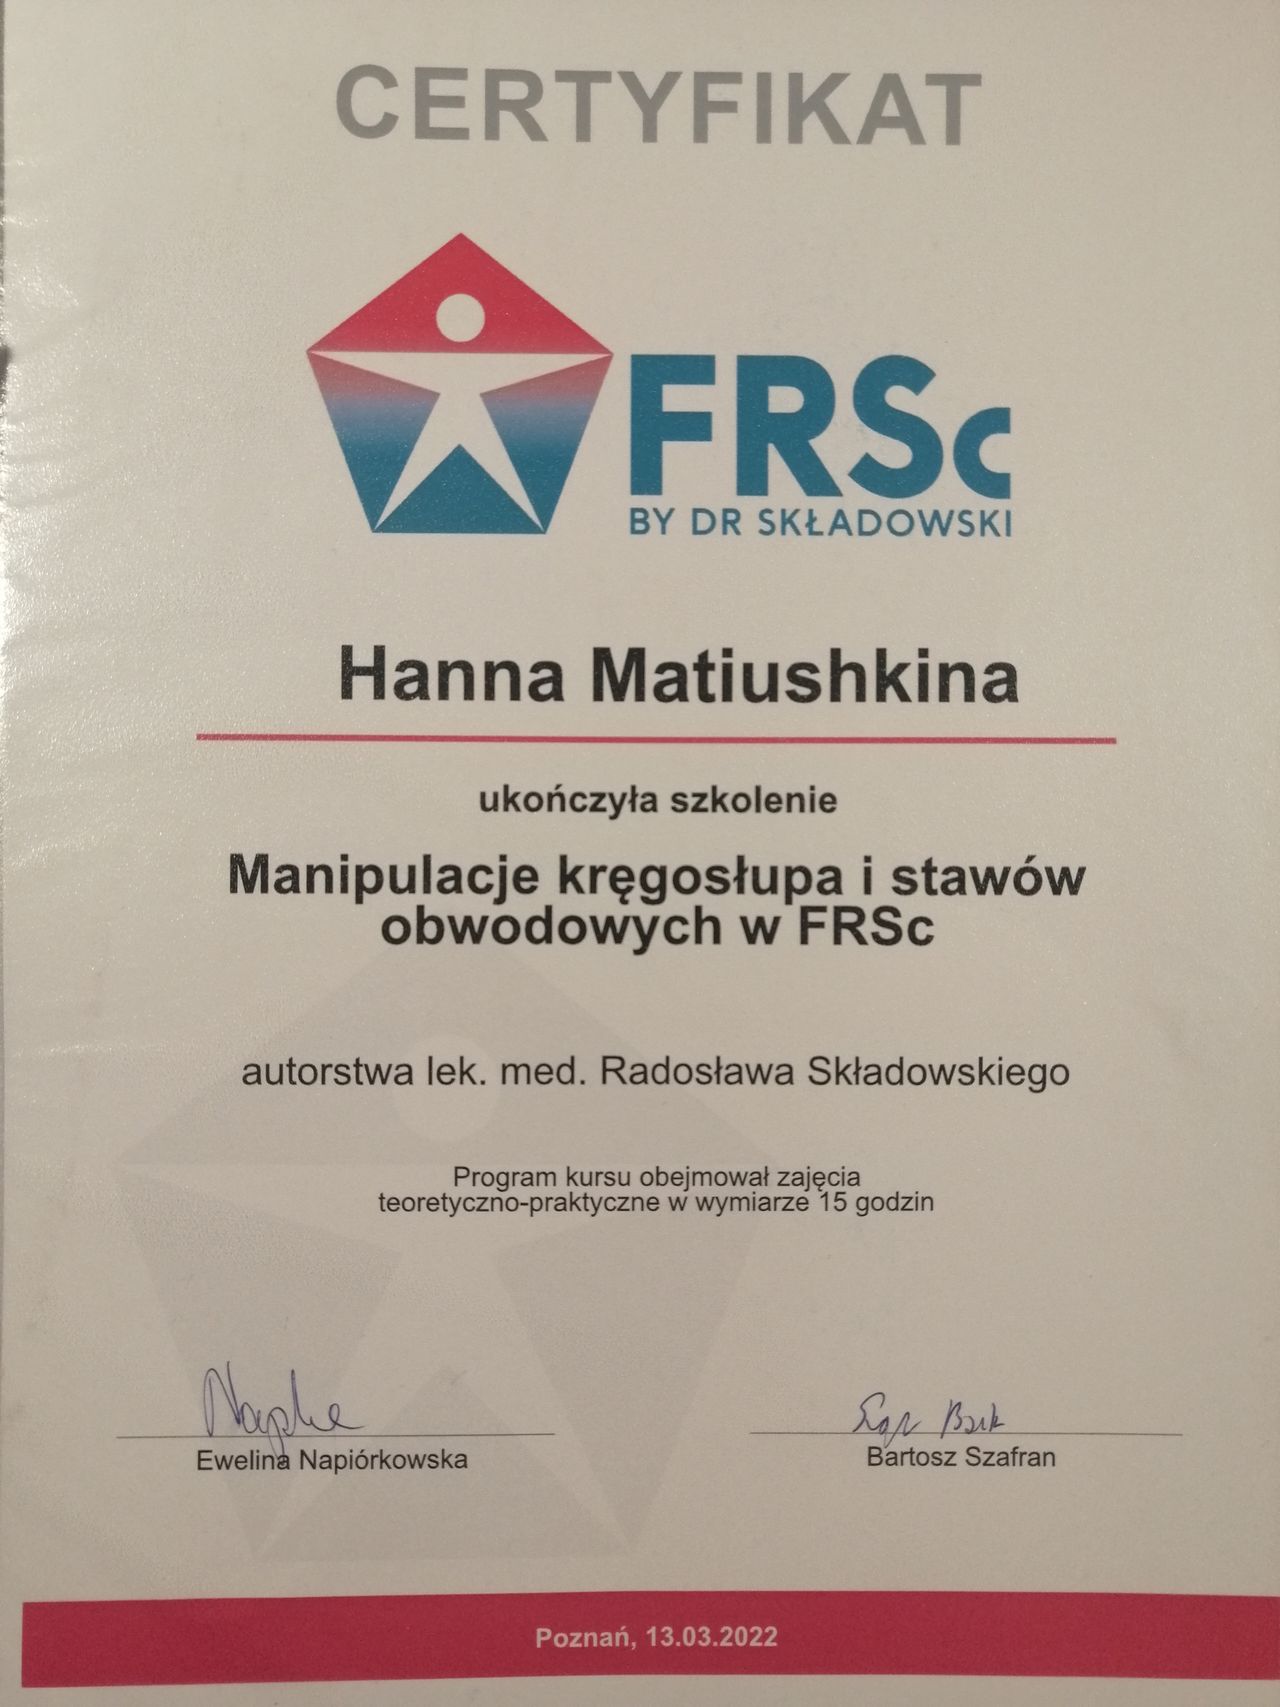 CERTYFIKAT
FRSc
BY DR SKŁADOWSKI
Hanna Matiushkina
ukończyła szkolenie
Manipulacje kręgosłupa i stawów
obwodowych w FRSc
autorstwa lek. med. Radosława Składowskiego
Program kursu obejmował zajęcia
teoretyczno-praktyczne w wymiarze 15 godzin
Ewelina Napiórkowska
Bartosz Szafran
Poznań, 13.03.2022